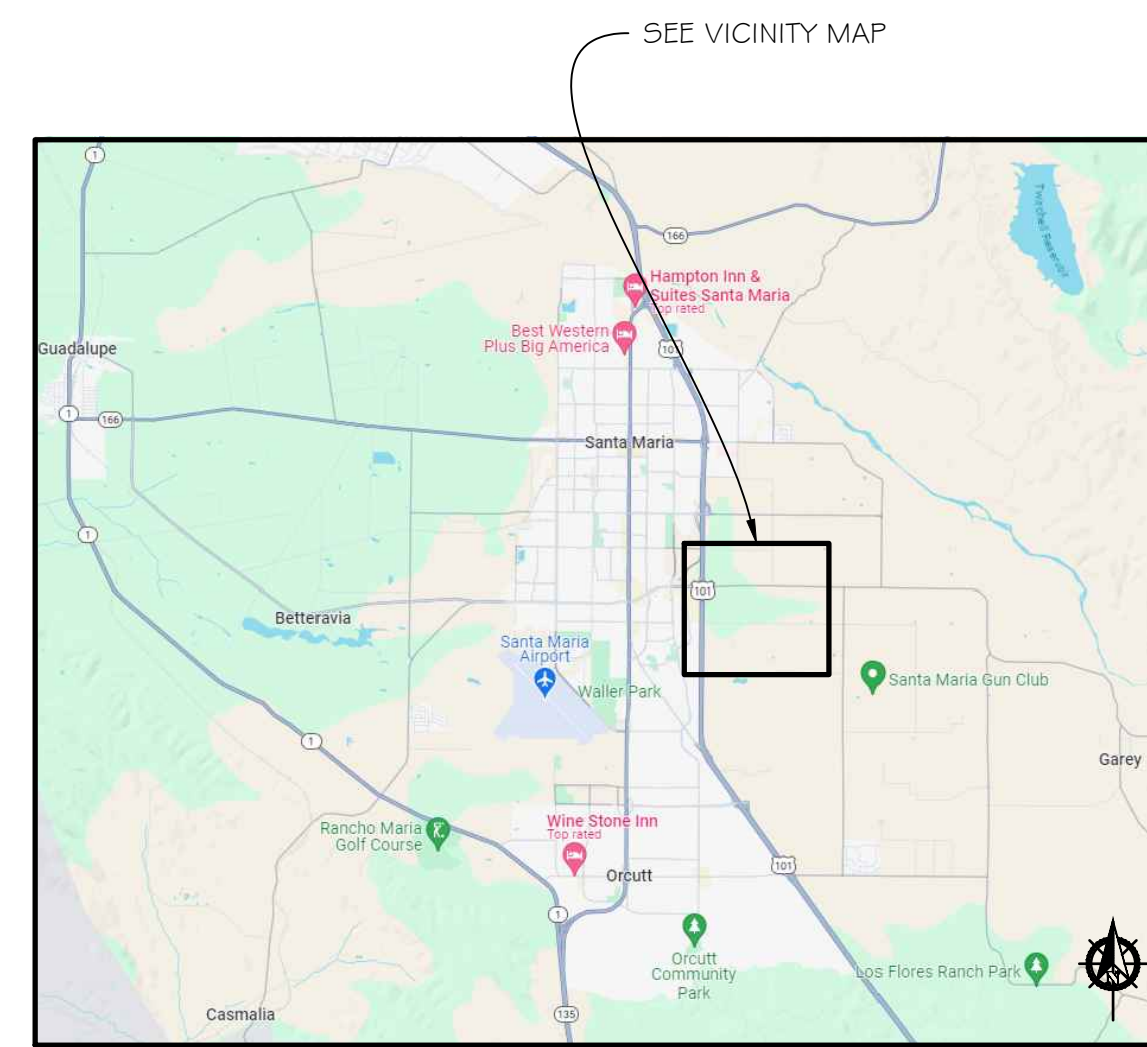 SEE VICINITY MAP
1
166
Twitchell Reservoir
Hampton Inn &
Suites Santa Maria
Top rated
Best Western
Plus Big America
101
Guadalupe
1
166
Santa Maria
1
101
Betteravia
Santa Maria
Airport
Waller Park
Santa Maria Gun Club
1
Garey
Wine Stone Inn
Top rated
Rancho Maria
Golf Course
101
Orcutt
1
Orcutt
Community
Park
Los Flores Ranch Park
N
Casmalia
135